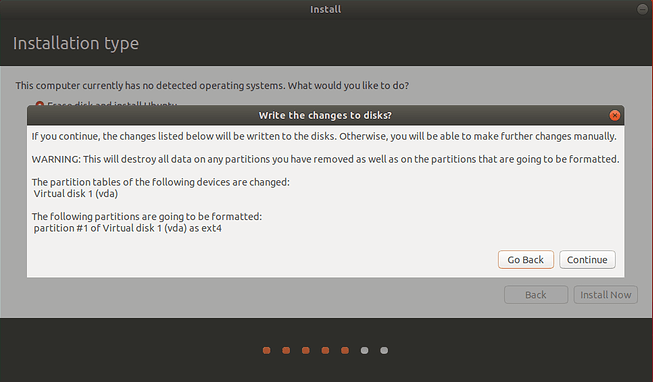 Install
Installation type
This computer currently has no detected operating systems. What would you like to do?
Erase disk and install Ubuntu
Write the changes to disks?
If you continue, the changes listed below will be written to the disks. Otherwise, you will be able to make further changes manually.
WARNING: This will destroy all data on any partitions you have removed as well as on the partitions that are going to be formatted.
The partition tables of the following devices are changed:
Virtual disk 1 (vda)
The following partitions are going to be formatted:
partition #1 of Virtual disk 1 (vda) as ext4
Go Back Continue
Back Install Now